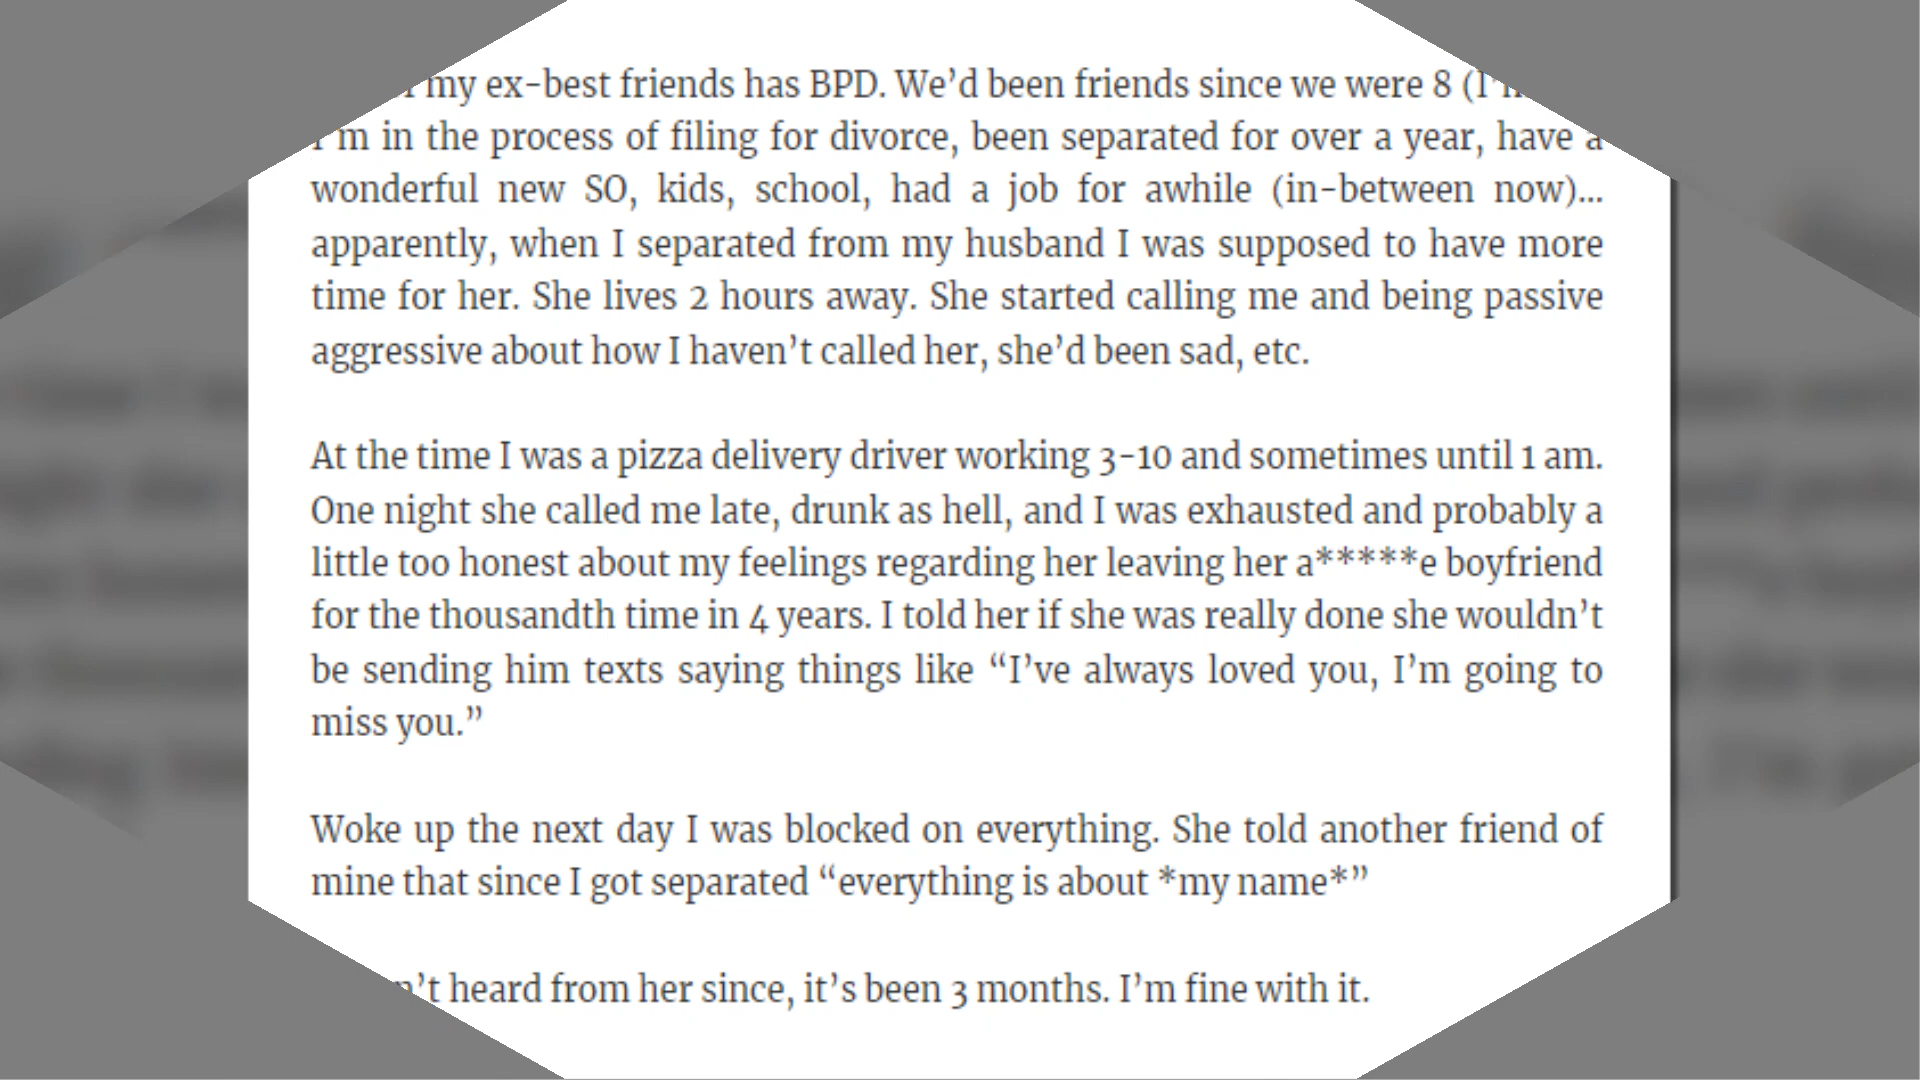 my ex-best friends has BPD. We’d been friends since we were 8
I’m in the process of filing for divorce, been separated for over a year, have a
wonderful new SO, kids, school, had a job for awhile (in-between now)...
apparently, when I separated from my husband I was supposed to have more
time for her. She lives 2 hours away. She started calling me and being passive
aggressive about how I haven’t called her, she’d been sad, etc.
At the time I was a pizza delivery driver working 3-10 and sometimes until 1 am.
One night she called me late, drunk as hell, and I was exhausted and probably a
little too honest about my feelings regarding her leaving her a*****e boyfriend
for the thousandth time in 4 years. I told her if she was really done she wouldn’t
be sending him texts saying things like “I’ve always loved you, I’m going to
miss you.”
Woke up the next day I was blocked on everything. She told another friend of
mine that since I got separated “everything is about *my name*”
heard from her since, it’s been 3 months. I’m fine with it.